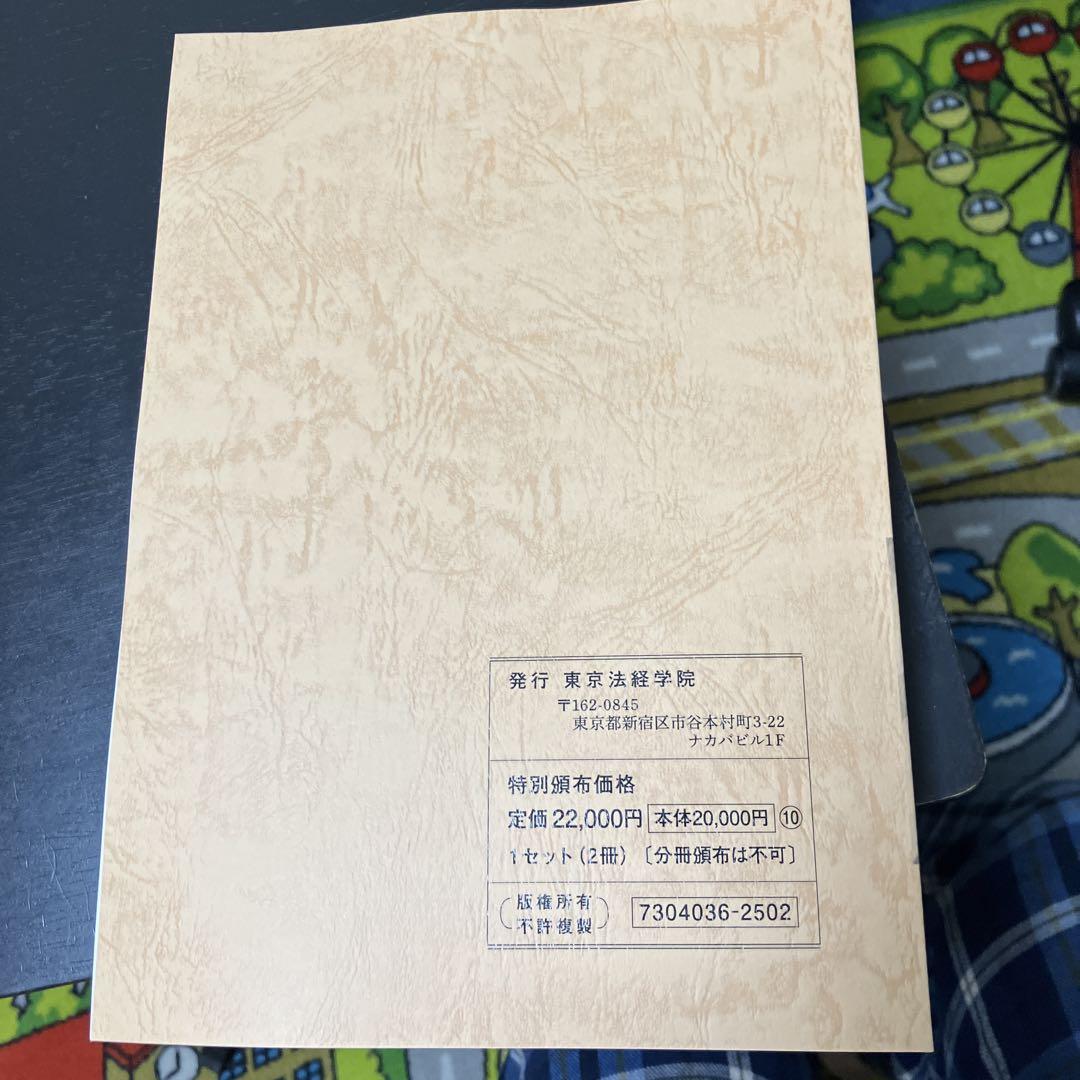 発行 東京法経学院
〒162-0845
東京都新宿区市谷本村町3-22
ナカバビル1F
特別頒布価格
定価22,000円 本体20,000円 ⑩
1セット(2冊)〔分冊頒布は不可〕
版権所有
不許複製
7304036-2502